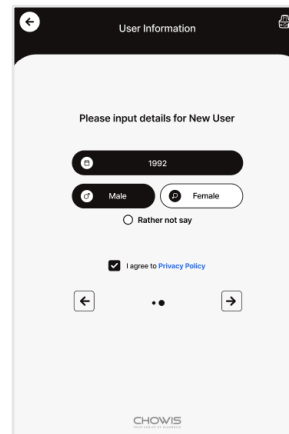 User Information
Please input details for New User
1992
Male Female
Rather not say
I agree to Privacy Policy
CHOWIS